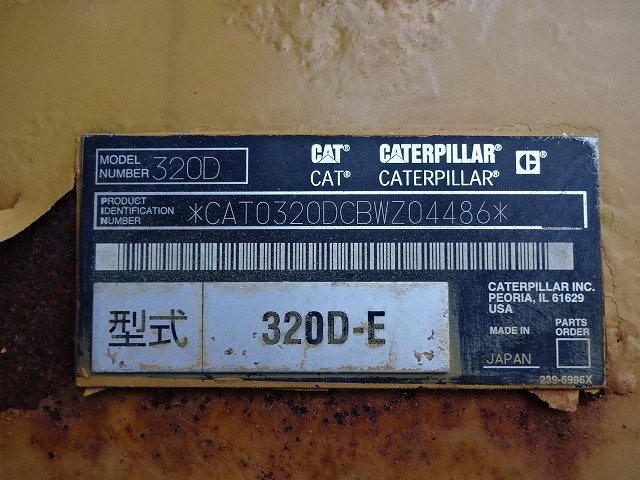 MODEL NUMBER 320D
CAT® CATERPILLAR® C®
CAT® CATERPILLAR®
PRODUCT IDENTIFICATION NUMBER *CAT0320DCBWZ04486*
型式 320D-E
CATERPILLAR INC.
PEORIA, IL 61629
USA
MADE IN
JAPAN
PARTS
ORDER
239-6986X